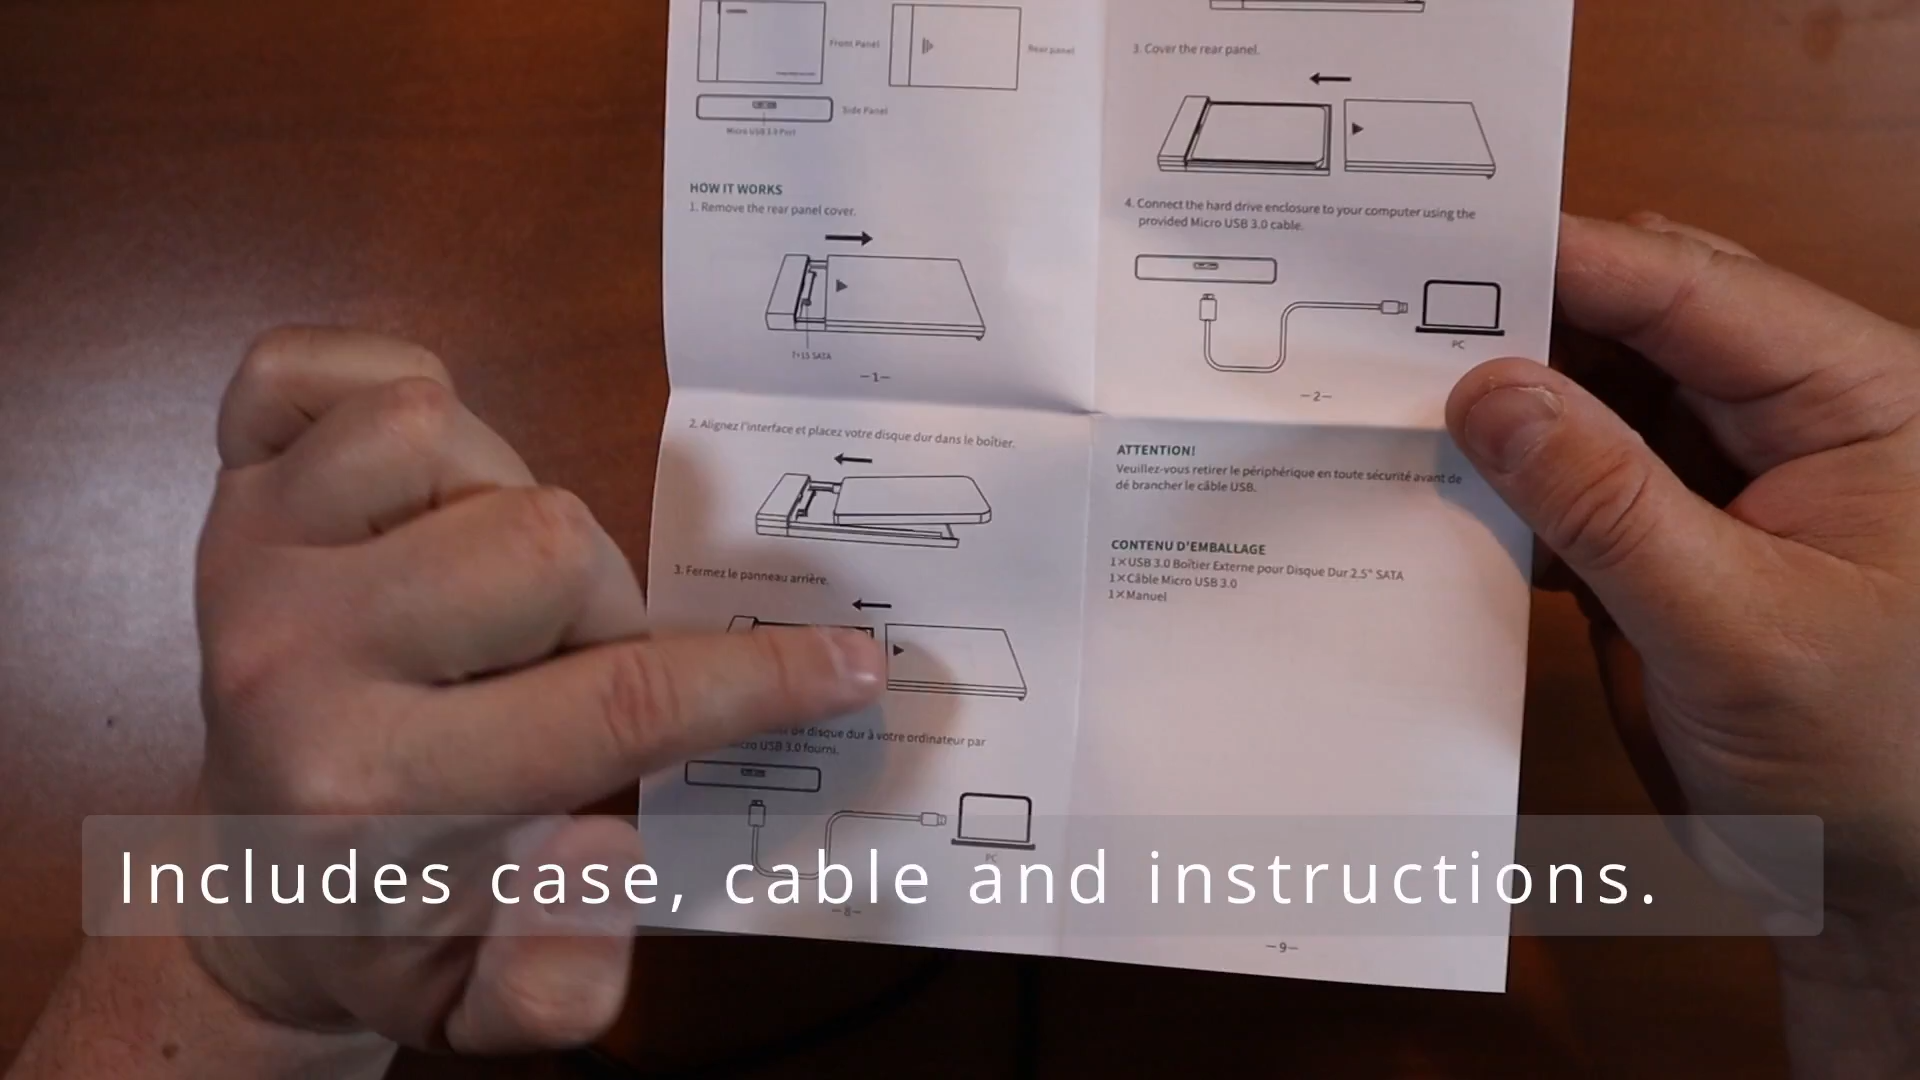 Front Panel
Rear panel
Side Panel
Micro USB 3.0 Port
HOW IT WORKS
1. Remove the rear panel cover.
7+15 SATA
—1—
3. Cover the rear panel.
4. Connect the hard drive enclosure to your computer using the
provided Micro USB 3.0 cable.
PC
—2—
2. Alignez l'interface et placez votre disque dur dans le boîtier.
3. Fermez le panneau arrière.
de disque dur à votre ordinateur par
USB 3.0 fourni.
PC
—8—
ATTENTION!
Veuillez-vous retirer le périphérique en toute sécurité avant de
dé brancher le câble USB.
CONTENU D'EMBALLAGE
1×USB 3.0 Boîtier Externe pour Disque Dur 2.5" SATA
1×Câble Micro USB 3.0
1×Manuel
—9—
Includes case, cable and instructions.